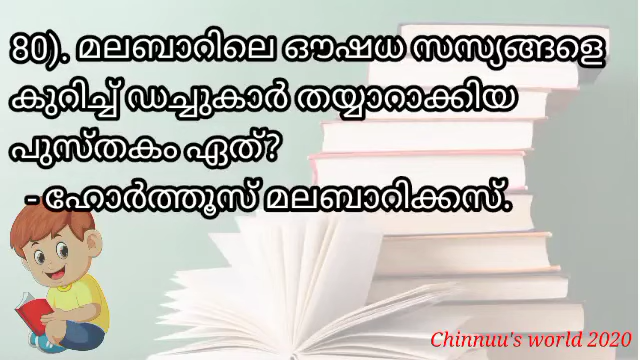 80). മലബാറിലെ ഔഷധ സസ്യങ്ങളെ
കുറിച്ച് ഡച്ചുകാർ തയ്യാറാക്കിയ
പുസ്തകം ഏത്?
- ഹോർത്തൂസ് മലബാറിക്കസ്.
Chinnuu's world 2020